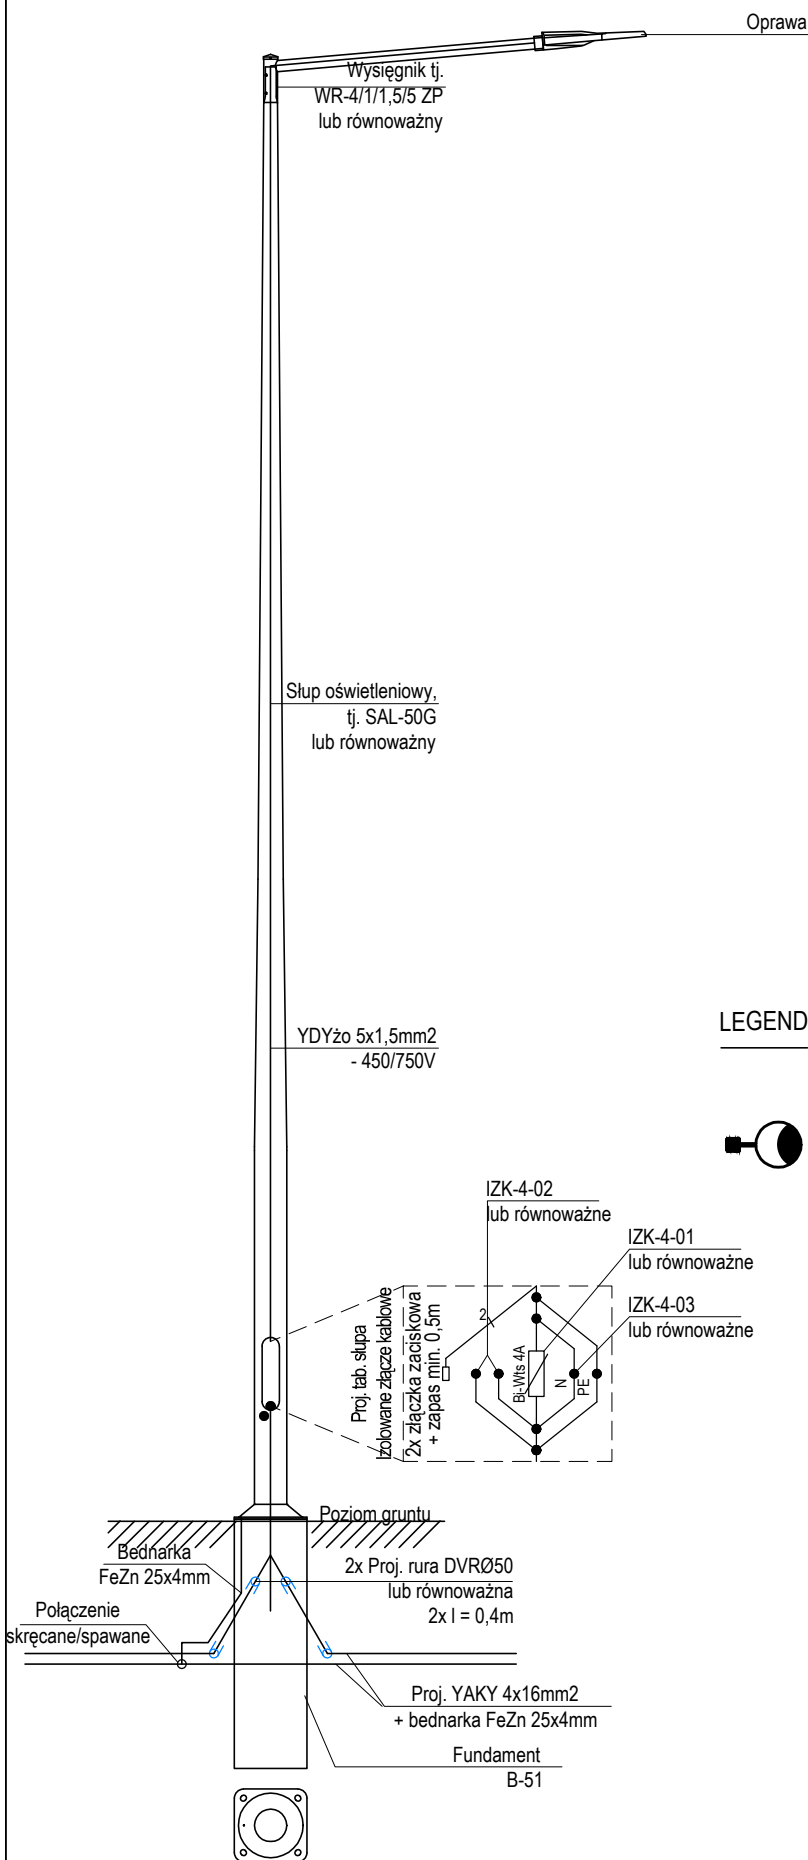 Oprawa
Wysięgnik tj.
WR-4/1/1,5/5 ZP
lub równoważny
Słup oświetleniowy,
tj. SAL-50G
lub równoważny
YDYżo 5x1,5mm2
- 450/750V
LEGEND
IZK-4-02
lub równoważne
IZK-4-01
lub równoważne
IZK-4-03
lub równoważne
Proj. tab. słupa
Izolowane złącze kablowe
2x złączka zaciskowa
+ zapas min. 0,5m
2
Bi-Wts 4A
N
PE
Poziom gruntu
Bednarka
FeZn 25x4mm
2x Proj. rura DVRØ50
lub równoważna
2x l = 0,4m
Połączenie
skręcane/spawane
Proj. YAKY 4x16mm2
+ bednarka FeZn 25x4mm
Fundament
B-51